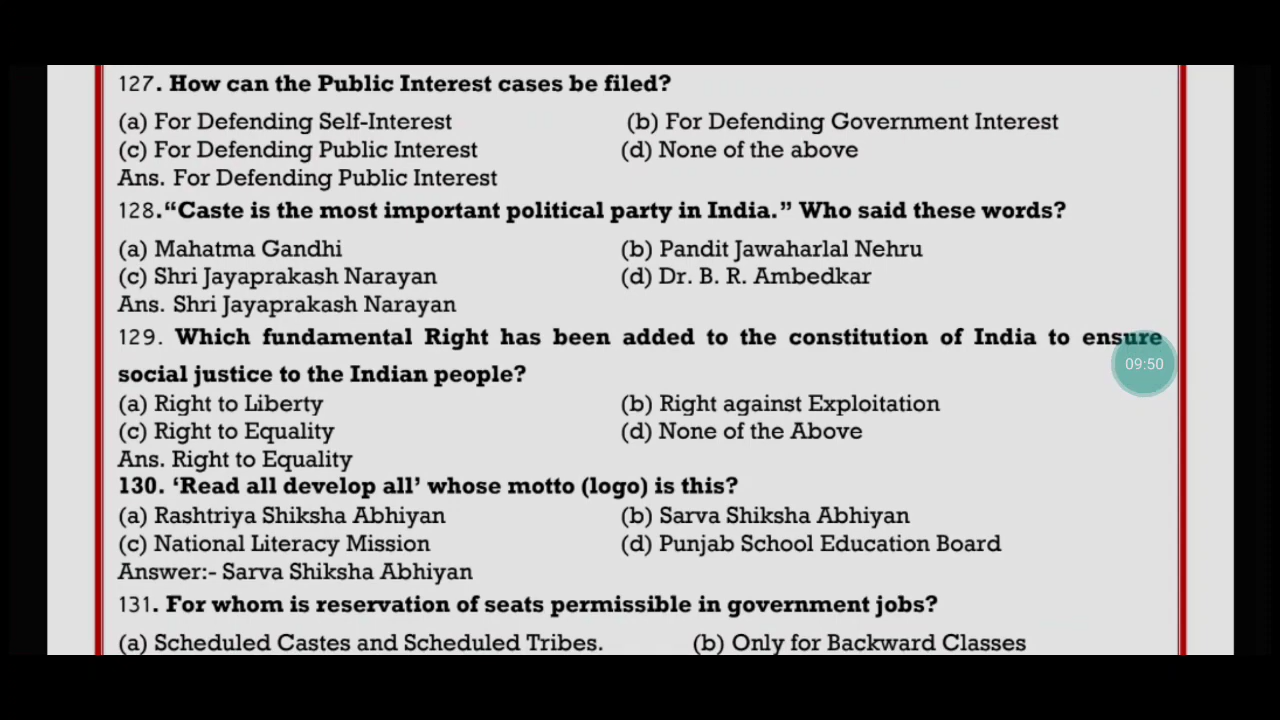 127. How can the Public Interest cases be filed?
(a) For Defending Self-Interest (b) For Defending Government Interest
(c) For Defending Public Interest (d) None of the above
Ans. For Defending Public Interest
128.“Caste is the most important political party in India.” Who said these words?
(a) Mahatma Gandhi (b) Pandit Jawaharlal Nehru
(c) Shri Jayaprakash Narayan (d) Dr. B. R. Ambedkar
Ans. Shri Jayaprakash Narayan
129. Which fundamental Right has been added to the constitution of India to ensure
09:50
social justice to the Indian people?
(a) Right to Liberty (b) Right against Exploitation
(c) Right to Equality (d) None of the Above
Ans. Right to Equality
130. ‘Read all develop all’ whose motto (logo) is this?
(a) Rashtriya Shiksha Abhiyan (b) Sarva Shiksha Abhiyan
(c) National Literacy Mission (d) Punjab School Education Board
Answer:- Sarva Shiksha Abhiyan
131. For whom is reservation of seats permissible in government jobs?
(a) Scheduled Castes and Scheduled Tribes. (b) Only for Backward Classes